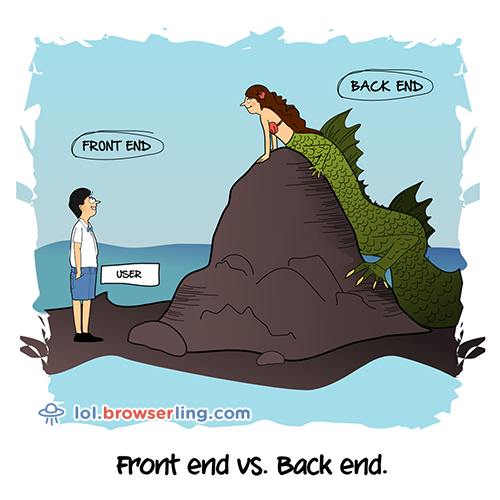 BACK END
FRONT END
USER
lol.browserling.com
Front end vs. Back end.